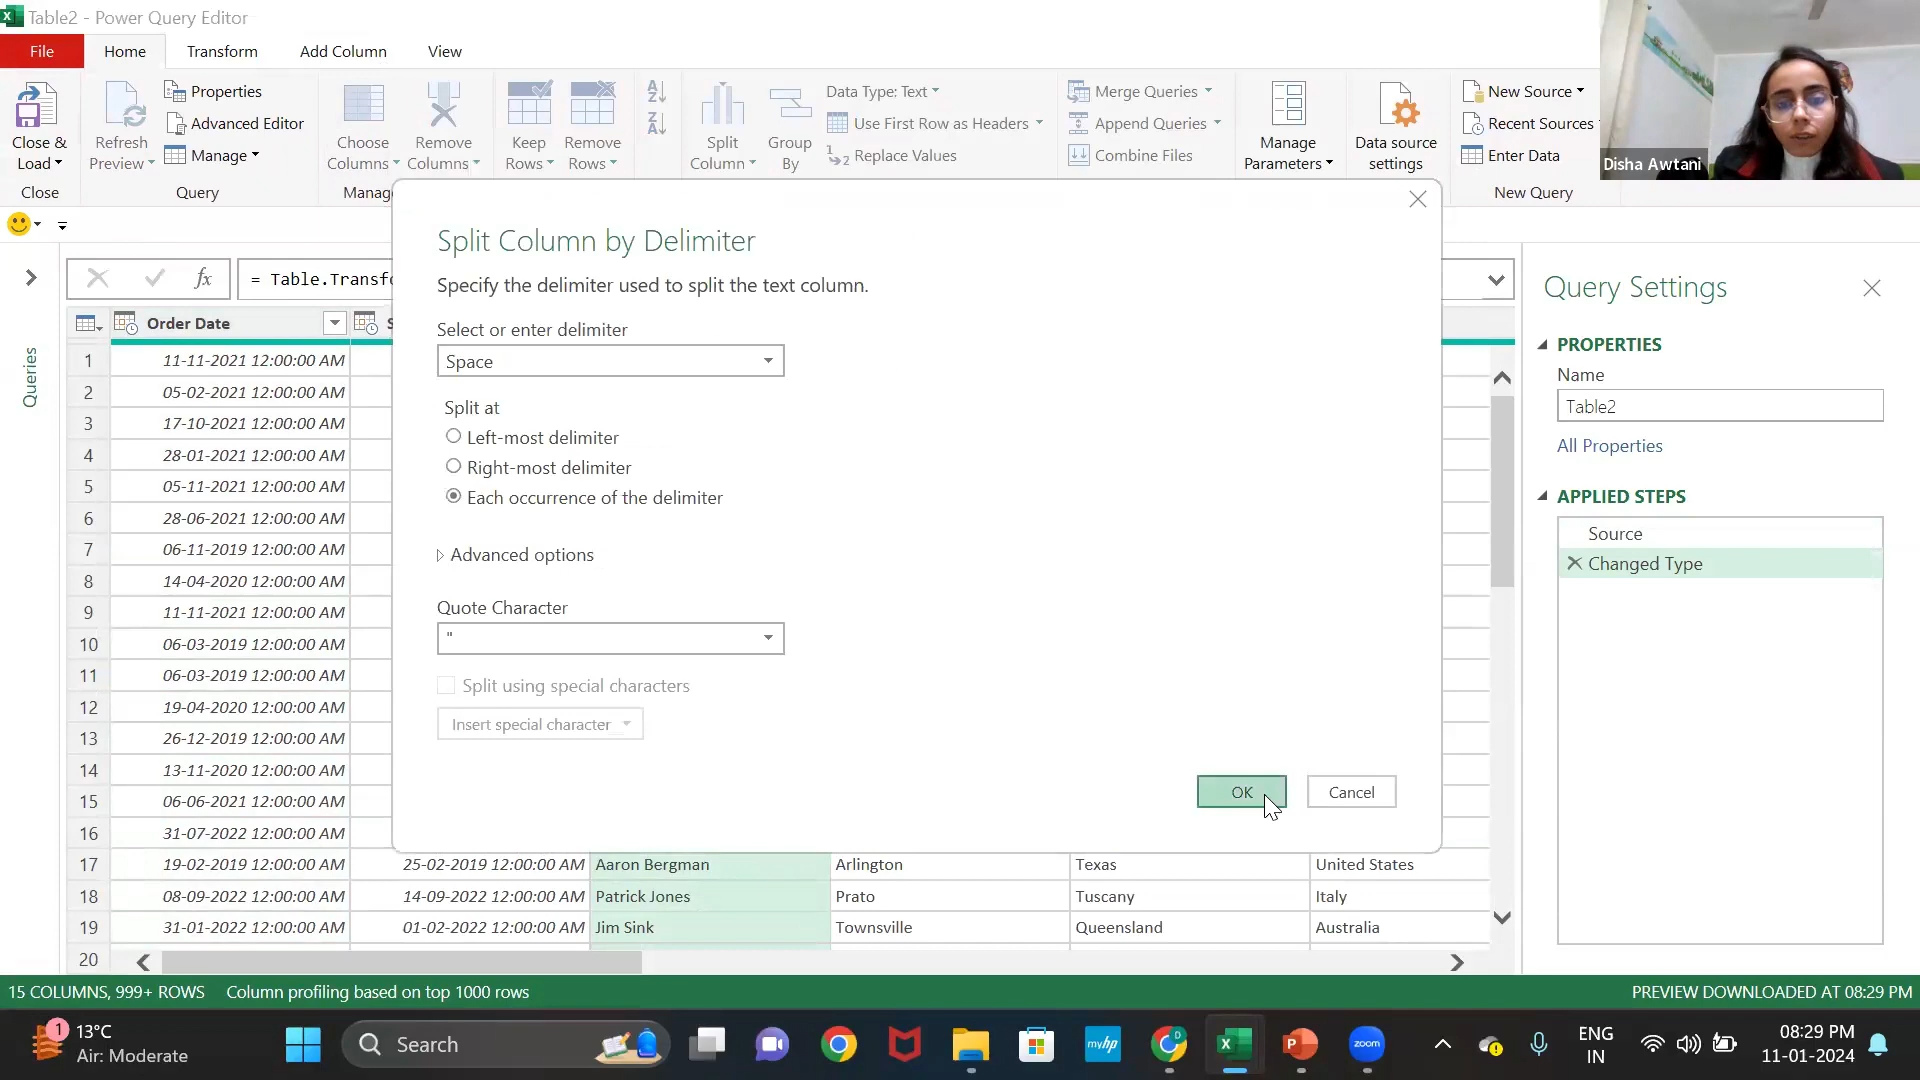 Table2 - Power Query Editor
File
Home
Transform
Add Column
View
Close & Load
Close
Refresh Preview
Properties
Advanced Editor
Manage
Query
Choose Columns
Remove Columns
Manag
Keep Rows
Remove Rows
Split Column
Group By
Data Type: Text
Use First Row as Headers
Replace Values
Merge Queries
Append Queries
Combine Files
Manage Parameters
Data source settings
New Source
Recent Sources
Enter Data
New Query
Disha Awtani
fx
= Table.Transfo
Queries
Order Date
1 11-11-2021 12:00:00 AM
2 05-02-2021 12:00:00 AM
3 17-10-2021 12:00:00 AM
4 28-01-2021 12:00:00 AM
5 05-11-2021 12:00:00 AM
6 28-06-2021 12:00:00 AM
7 06-11-2019 12:00:00 AM
8 14-04-2020 12:00:00 AM
9 11-11-2021 12:00:00 AM
10 06-03-2019 12:00:00 AM
11 06-03-2019 12:00:00 AM
12 19-04-2020 12:00:00 AM
13 26-12-2019 12:00:00 AM
14 13-11-2020 12:00:00 AM
15 06-06-2021 12:00:00 AM
16 31-07-2022 12:00:00 AM
17 19-02-2019 12:00:00 AM 25-02-2019 12:00:00 AM Aaron Bergman Arlington Texas United States
18 08-09-2022 12:00:00 AM 14-09-2022 12:00:00 AM Patrick Jones Prato Tuscany Italy
19 31-01-2022 12:00:00 AM 01-02-2022 12:00:00 AM Jim Sink Townsville Queensland Australia
20
Split Column by Delimiter
Specify the delimiter used to split the text column.
Select or enter delimiter
Space
Split at
Left-most delimiter
Right-most delimiter
Each occurrence of the delimiter
Advanced options
Quote Character
"
Split using special characters
Insert special character
OK
Cancel
Query Settings
PROPERTIES
Name
Table2
All Properties
APPLIED STEPS
Source
Changed Type
15 COLUMNS, 999+ ROWS
Column profiling based on top 1000 rows
PREVIEW DOWNLOADED AT 08:29 PM
1
13°C
Air: Moderate
Search
myhp
zoom
ENG
IN
08:29 PM
11-01-2024